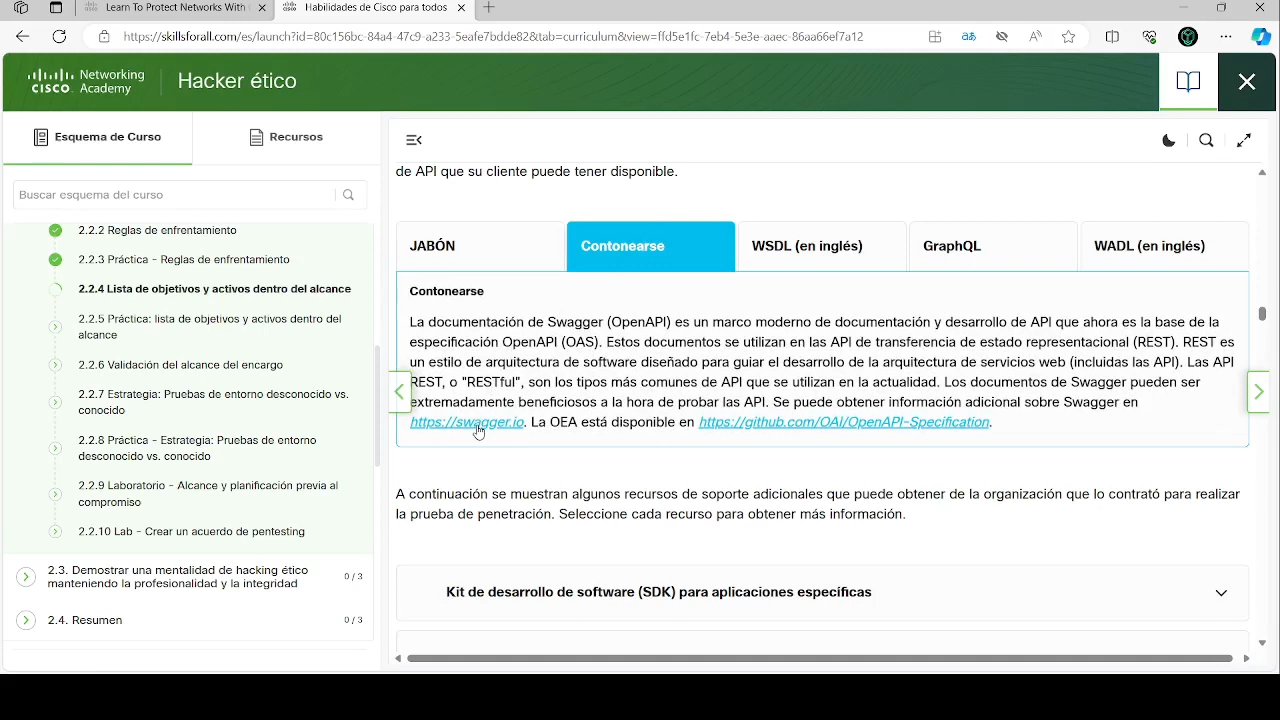 Learn To Protect Networks With
Habilidades de Cisco para todos
https://skillsforall.com/es/launch?id=80c156bc-84a4-47c9-a233-5eafe7bdde82&tab=curriculum&view=ffd5e1fc-7eb4-5e3e-aaec-86aa66ef7a12
aあ
CISCO Networking Academy
Hacker ético
Esquema de Curso
Recursos
Buscar esquema del curso
2.2.2 Reglas de enfrentamiento
2.2.3 Práctica - Reglas de enfrentamiento
2.2.4 Lista de objetivos y activos dentro del alcance
2.2.5 Práctica: lista de objetivos y activos dentro del
alcance
2.2.6 Validación del alcance del encargo
2.2.7 Estrategia: Pruebas de entorno desconocido vs.
conocido
2.2.8 Práctica - Estrategia: Pruebas de entorno
desconocido vs. conocido
2.2.9 Laboratorio - Alcance y planificación previa al
compromiso
2.2.10 Lab - Crear un acuerdo de pentesting
2.3. Demostrar una mentalidad de hacking ético
manteniendo la profesionalidad y la integridad
0 / 3
2.4. Resumen
0 / 3
de API que su cliente puede tener disponible.
JABÓN
Contonearse
WSDL (en inglés)
GraphQL
WADL (en inglés)
Contonearse
La documentación de Swagger (OpenAPI) es un marco moderno de documentación y desarrollo de API que ahora es la base de la
especificación OpenAPI (OAS). Estos documentos se utilizan en las API de transferencia de estado representacional (REST). REST es
un estilo de arquitectura de software diseñado para guiar el desarrollo de la arquitectura de servicios web (incluidas las API). Las API
REST, o "RESTful", son los tipos más comunes de API que se utilizan en la actualidad. Los documentos de Swagger pueden ser
extremadamente beneficiosos a la hora de probar las API. Se puede obtener información adicional sobre Swagger en
https://swagger.io. La OEA está disponible en https://github.com/OAI/OpenAPI-Specification.
A continuación se muestran algunos recursos de soporte adicionales que puede obtener de la organización que lo contrató para realizar
la prueba de penetración. Seleccione cada recurso para obtener más información.
Kit de desarrollo de software (SDK) para aplicaciones específicas